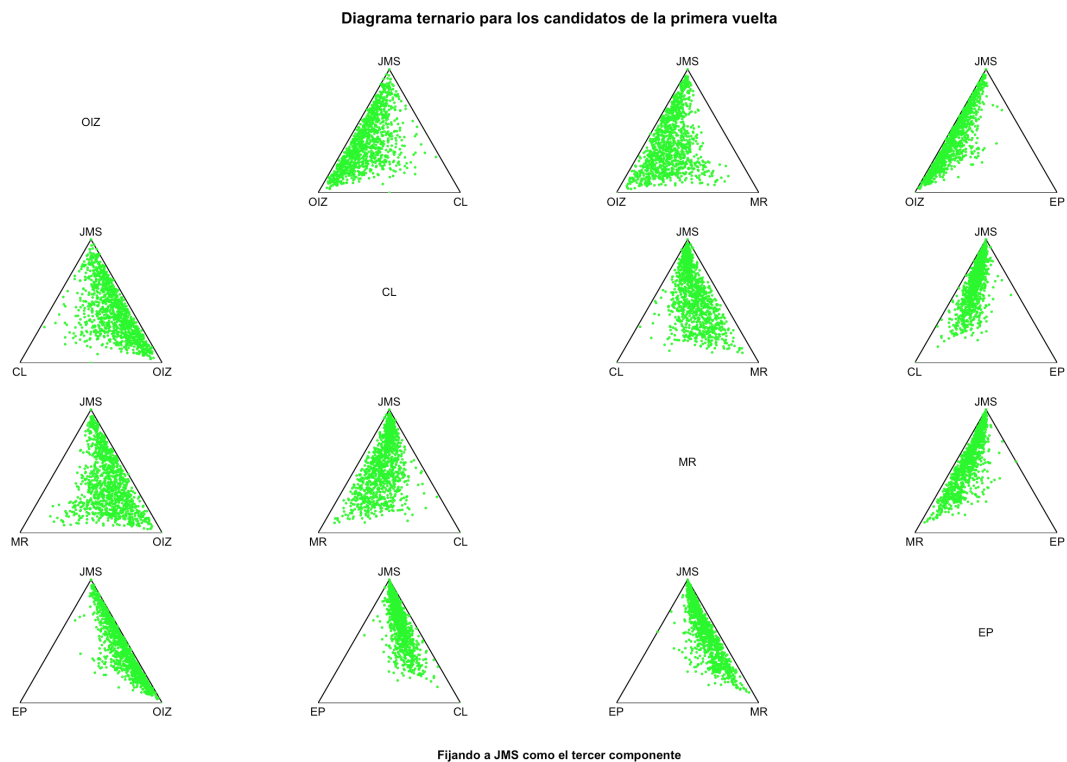 Diagrama ternario para los candidatos de la primera vuelta
JMS JMS JMS
OIZ
OIZ CL OIZ MR OIZ EP
JMS JMS JMS
CL
CL OIZ CL MR CL EP
JMS JMS JMS
MR
MR OIZ MR CL MR EP
JMS JMS JMS
EP
EP OIZ EP CL EP MR
Fijando a JMS como el tercer componente